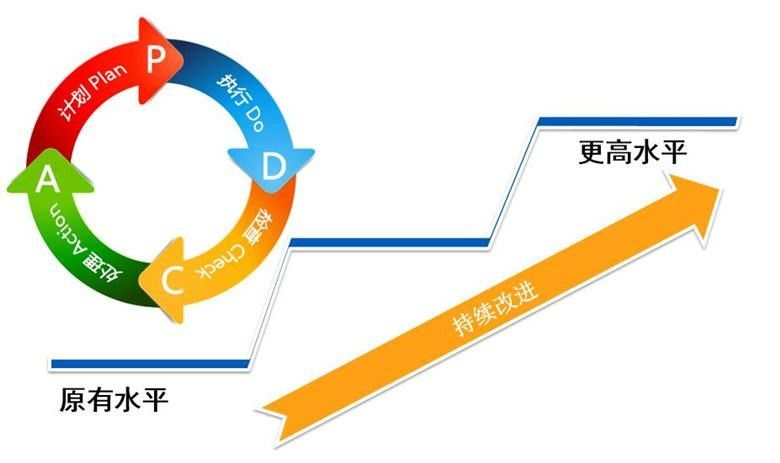 P
计划 Plan
执行 Do
D
检查 Check
C
处理 Action
A
更高水平
持续改进
原有水平